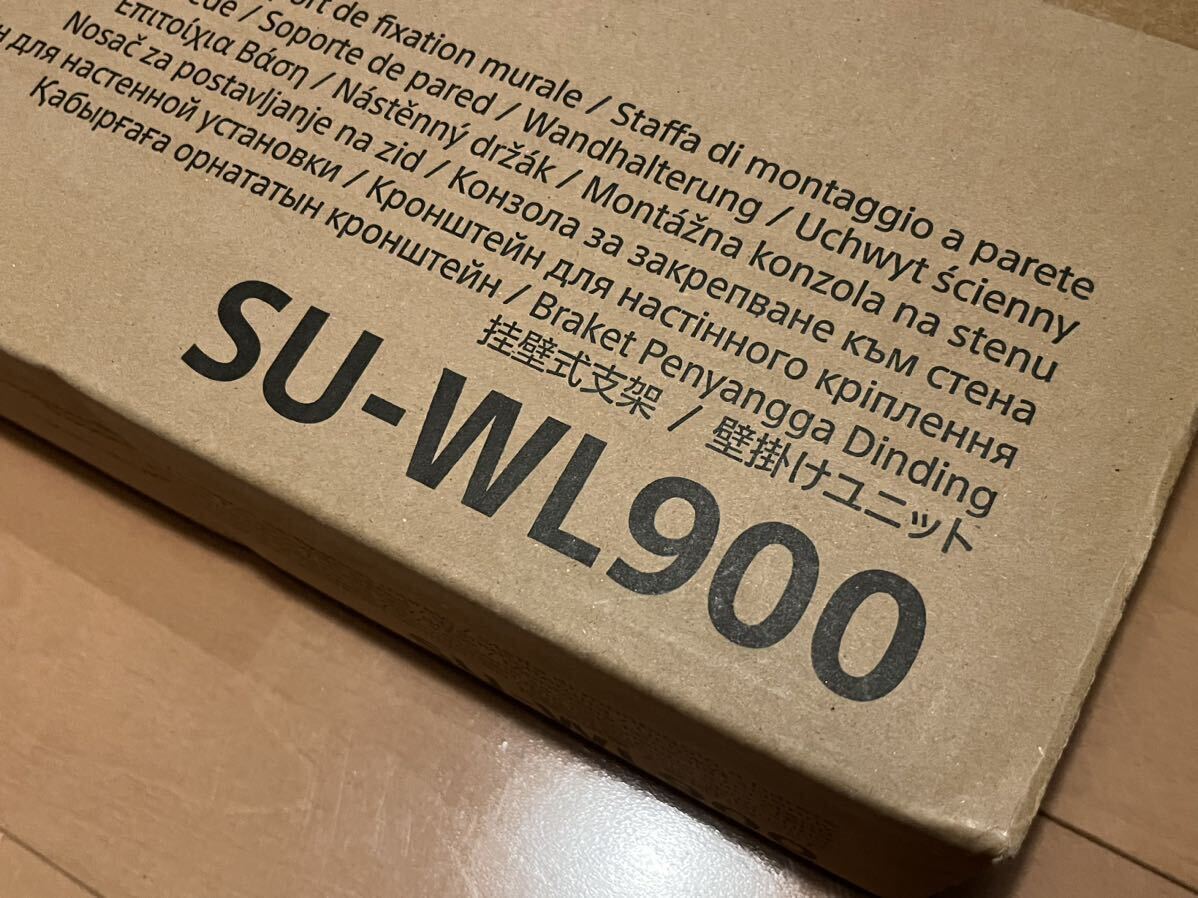 de fixation murale / Staffa di montaggio a parete
/ Soporte de pared / Wandhalterung / Uchwyt ścienny
Επιτοίχια Βάση / Nástěnný držák / Montážna konzola na stenu
Nosač za postavljanje na zid / Конзола за закрепване към стена
для настенной установки / Кронштейн для настінного кріплення
Қабырғаға орнататын кронштейн / Braket Penyangga Dinding
挂壁式支架 / 壁掛けユニット
SU-WL900